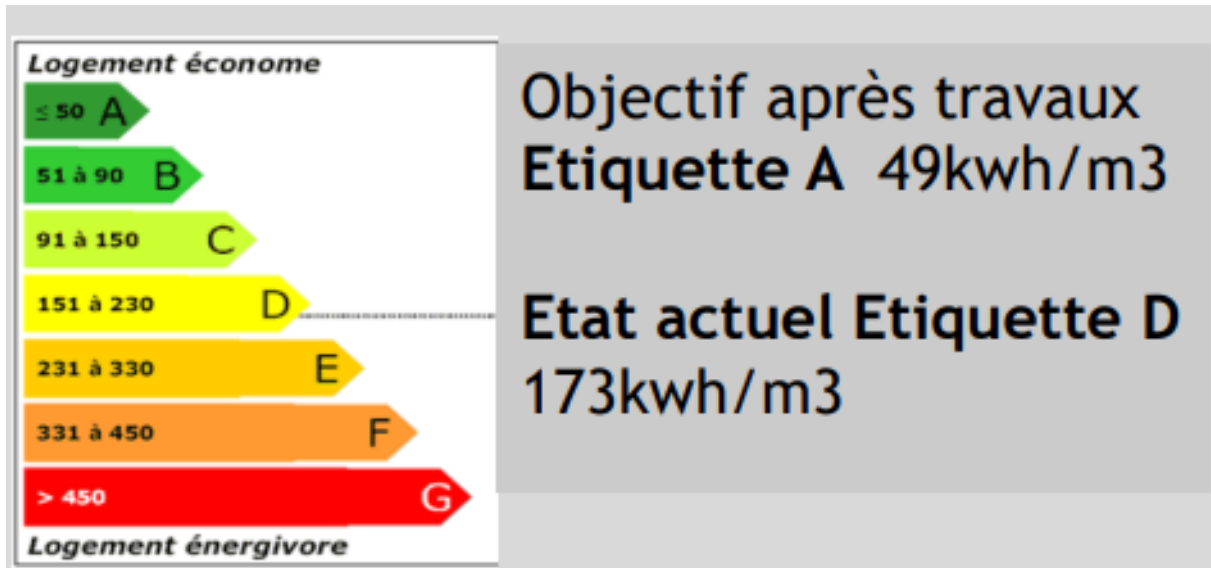 Logement économe
≤ 50 A
51 à 90 B
91 à 150 C
151 à 230 D
231 à 330 E
331 à 450 F
> 450 G
Logement énergivore
Objectif après travaux
Etiquette A 49kwh/m3
Etat actuel Etiquette D
173kwh/m3